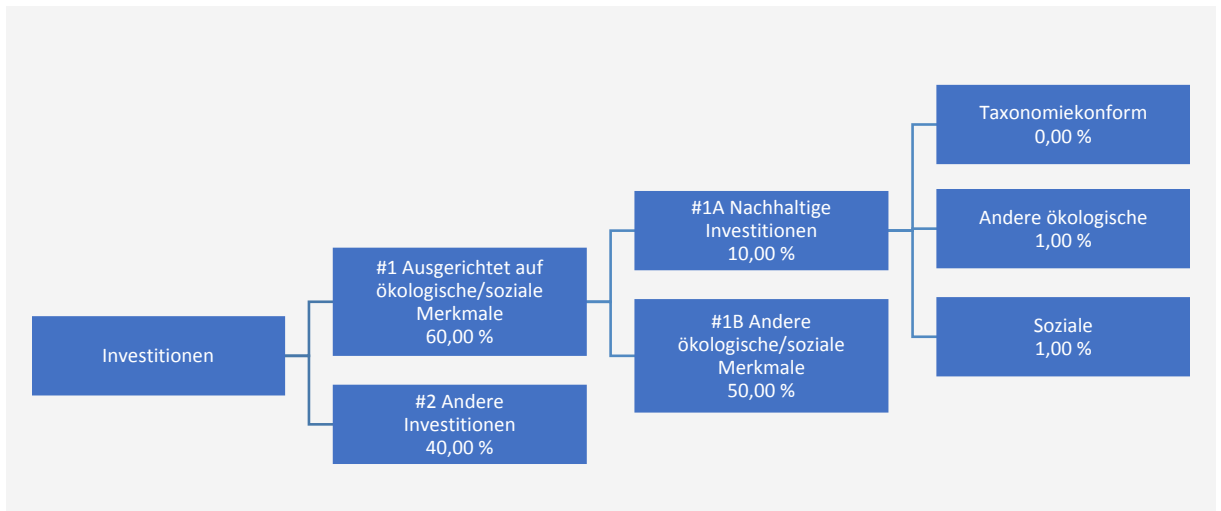 Investitionen
#1 Ausgerichtet auf
ökologische/soziale
Merkmale
60,00 %
#2 Andere
Investitionen
40,00 %
#1A Nachhaltige
Investitionen
10,00 %
#1B Andere
ökologische/soziale
Merkmale
50,00 %
Taxonomiekonform
0,00 %
Andere ökologische
1,00 %
Soziale
1,00 %